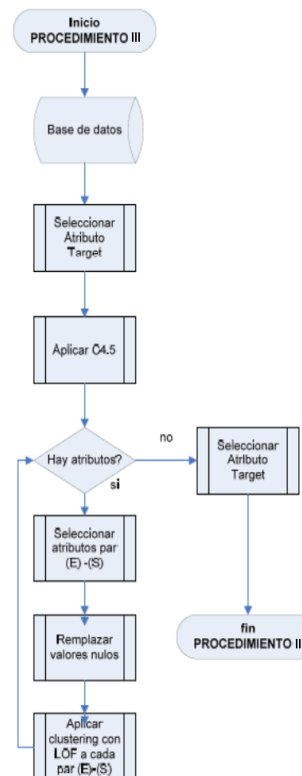 Inicio
PROCEDIMIENTO III
Base de datos
Seleccionar
Atributo
Target
Aplicar C4.5
Hay atributos?
no
si
Seleccionar
Atributo
Target
Seleccionar
atributos par
(E) -(S)
Remplazar
valores nulos
fin
PROCEDIMIENTO II
Aplicar
clustering con
LOF a cada
par (E)-(S)